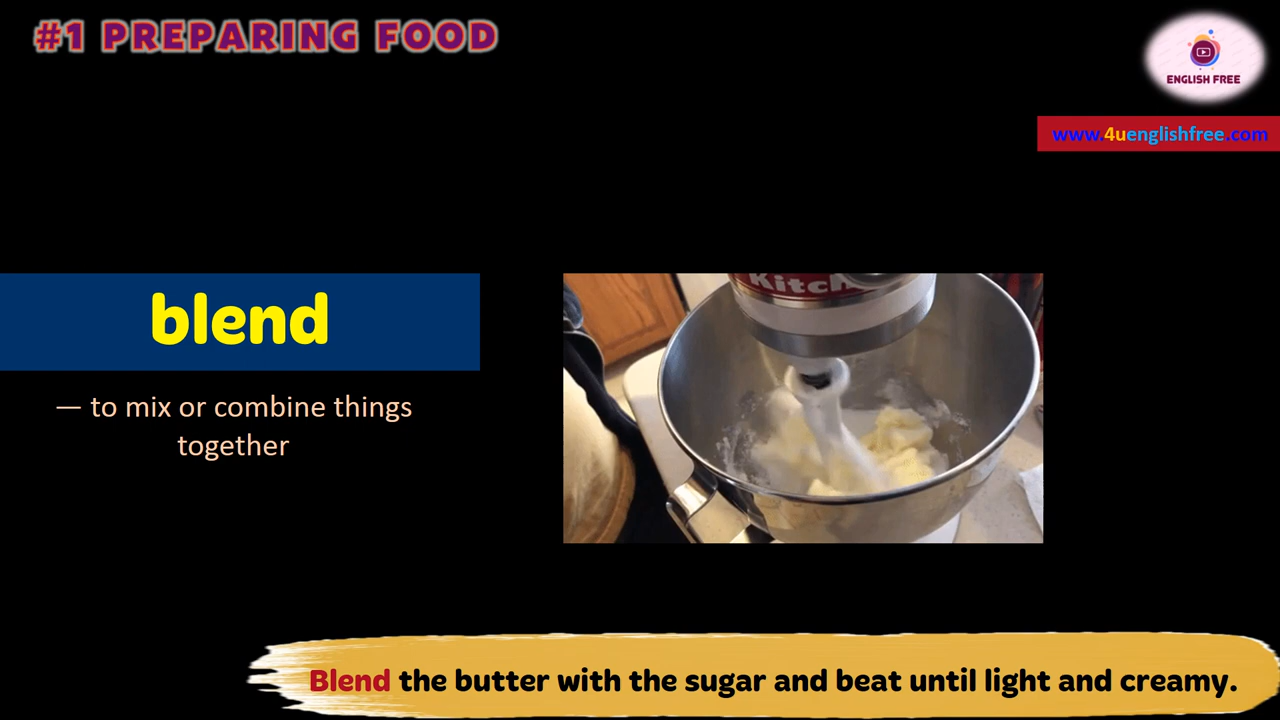 #1 PREPARING FOOD
ENGLISH FREE
www.4uenglishfree.com
blend
— to mix or combine things
together
Kitch
Blend the butter with the sugar and beat until light and creamy.